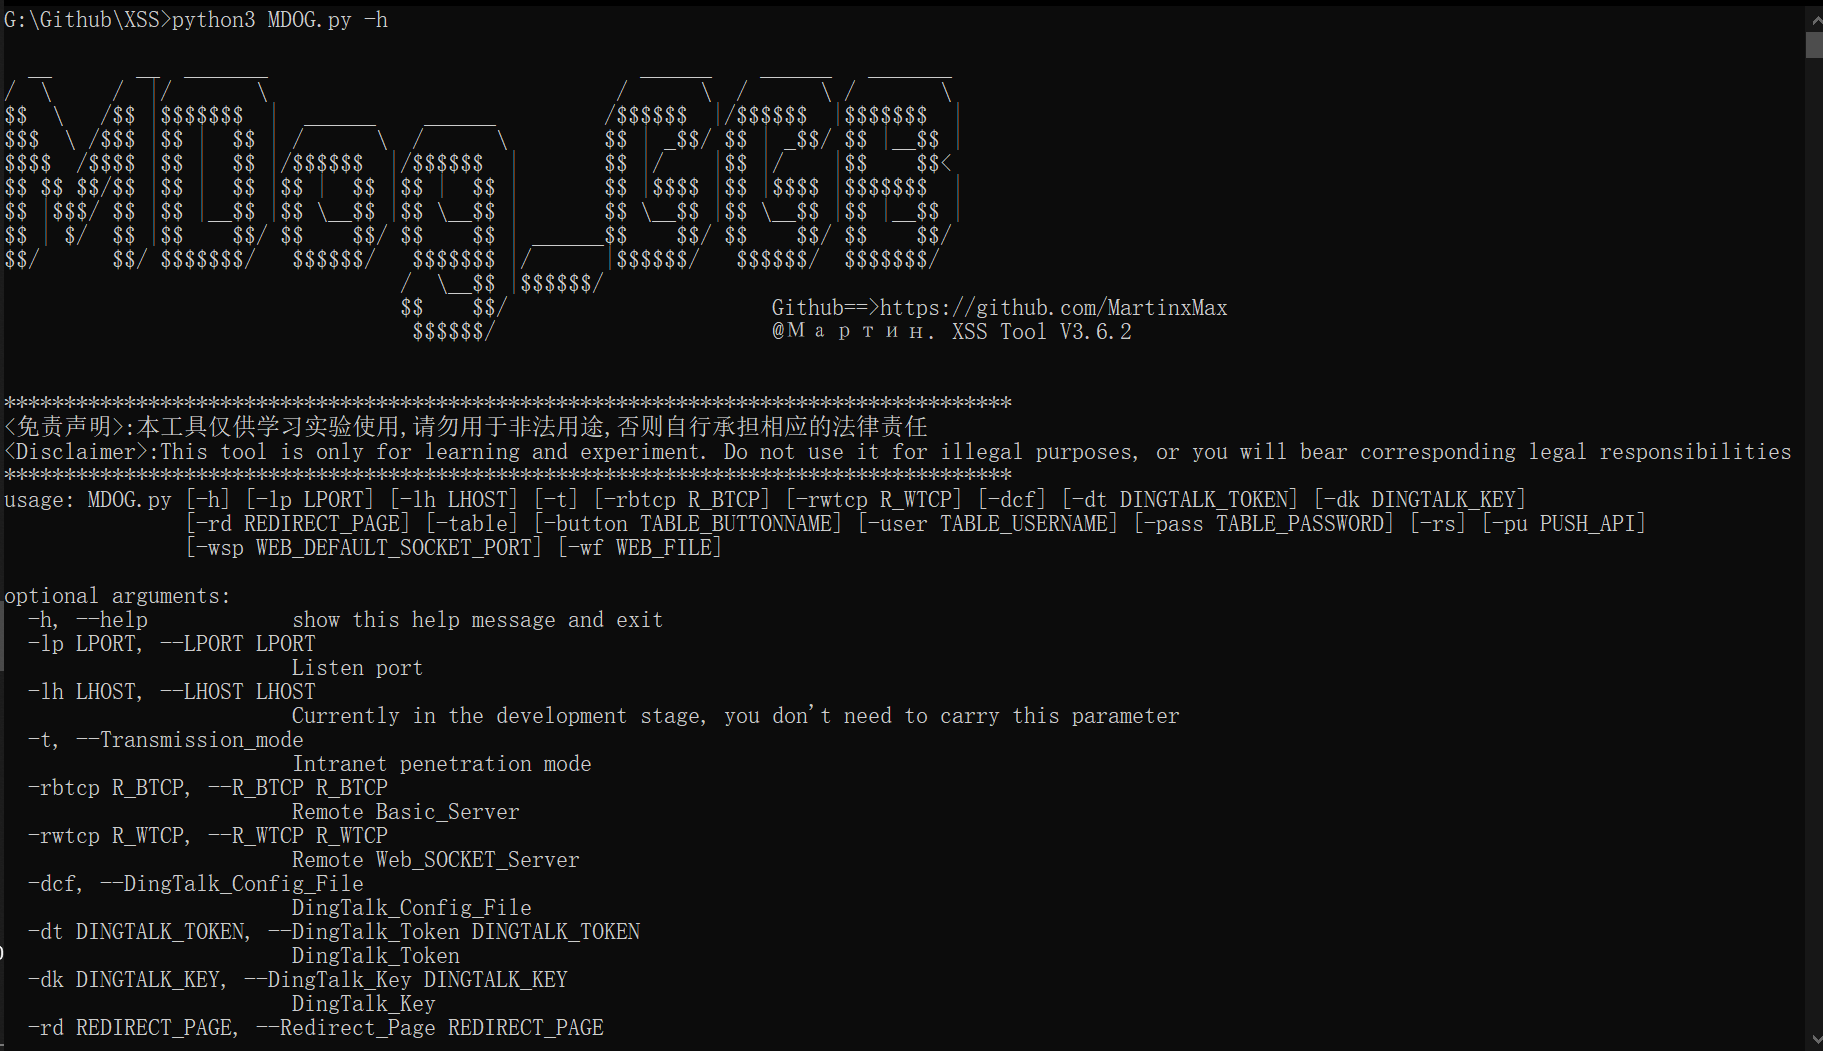 G:\Github\XSS>python3 MDOG.py -h
MDog_GGB
Github==>https://github.com/MartinxMax
@Мартин. XSS Tool V3.6.2
************************************************************************************
<免责声明>:本工具仅供学习实验使用,请勿用于非法用途,否则自行承担相应的法律责任
<Disclaimer>:This tool is only for learning and experiment. Do not use it for illegal purposes, or you will bear corresponding legal responsibilities
************************************************************************************
usage: MDOG.py [-h] [-lp LPORT] [-lh LHOST] [-t] [-rbtcp R_BTCP] [-rwtcp R_WTCP] [-dcf] [-dt DINGTALK_TOKEN] [-dk DINGTALK_KEY]
[-rd REDIRECT_PAGE] [-table] [-button TABLE_BUTTONNAME] [-user TABLE_USERNAME] [-pass TABLE_PASSWORD] [-rs] [-pu PUSH_API]
[-wsp WEB_DEFAULT_SOCKET_PORT] [-wf WEB_FILE]
optional arguments:
-h, --help show this help message and exit
-lp LPORT, --LPORT LPORT
Listen port
-lh LHOST, --LHOST LHOST
Currently in the development stage, you don't need to carry this parameter
-t, --Transmission_mode
Intranet penetration mode
-rbtcp R_BTCP, --R_BTCP R_BTCP
Remote Basic_Server
-rwtcp R_WTCP, --R_WTCP R_WTCP
Remote Web_SOCKET_Server
-dcf, --DingTalk_Config_File
DingTalk_Config_File
-dt DINGTALK_TOKEN, --DingTalk_Token DINGTALK_TOKEN
DingTalk_Token
-dk DINGTALK_KEY, --DingTalk_Key DINGTALK_KEY
DingTalk_Key
-rd REDIRECT_PAGE, --Redirect_Page REDIRECT_PAGE